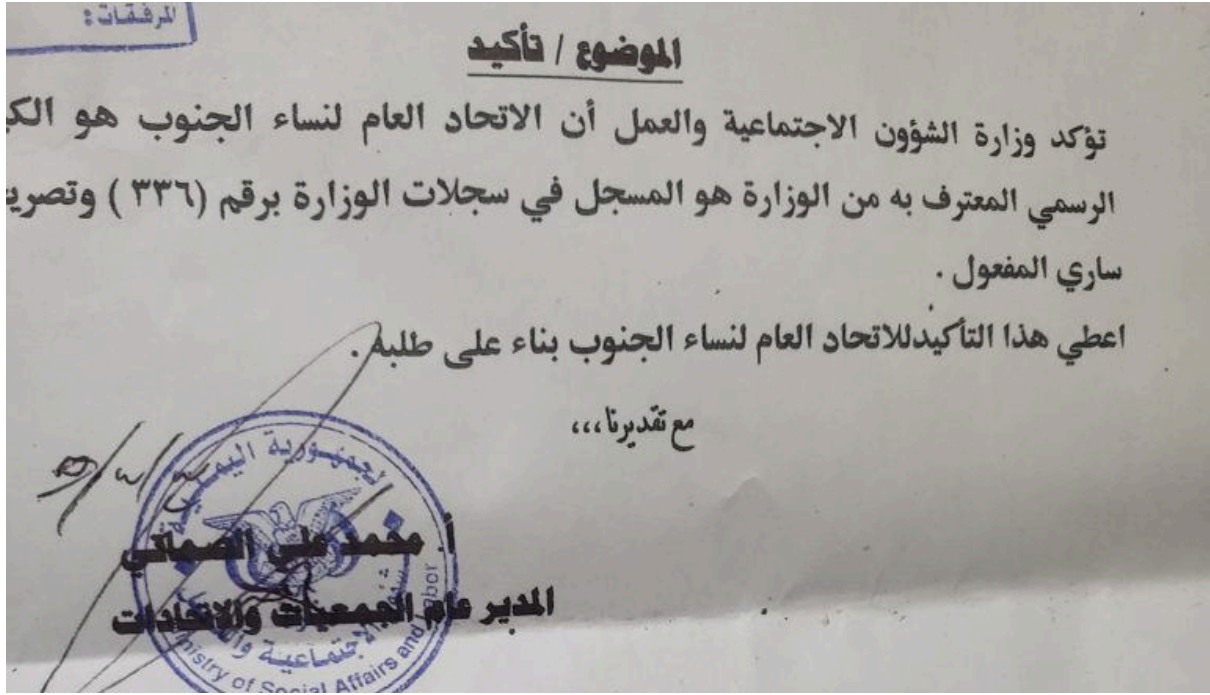 المرفقات :
الموضوع / تأكيد
تؤكد وزارة الشؤون الاجتماعية والعمل أن الاتحاد العام لنساء الجنوب هو
الرسمي المعترف به من الوزارة هو المسجل في سجلات الوزارة برقم (٣٣٦ )
ساري المفعول .
اعطي هذا التأكيدللاتحاد العام لنساء الجنوب بناء على طلبه .
مع تقديرنا،،،
الجمهورية اليمنية
أ. محمد علي
المدير عام الجمعيات والاتحادات
Ministry of Social Affairs and Labor